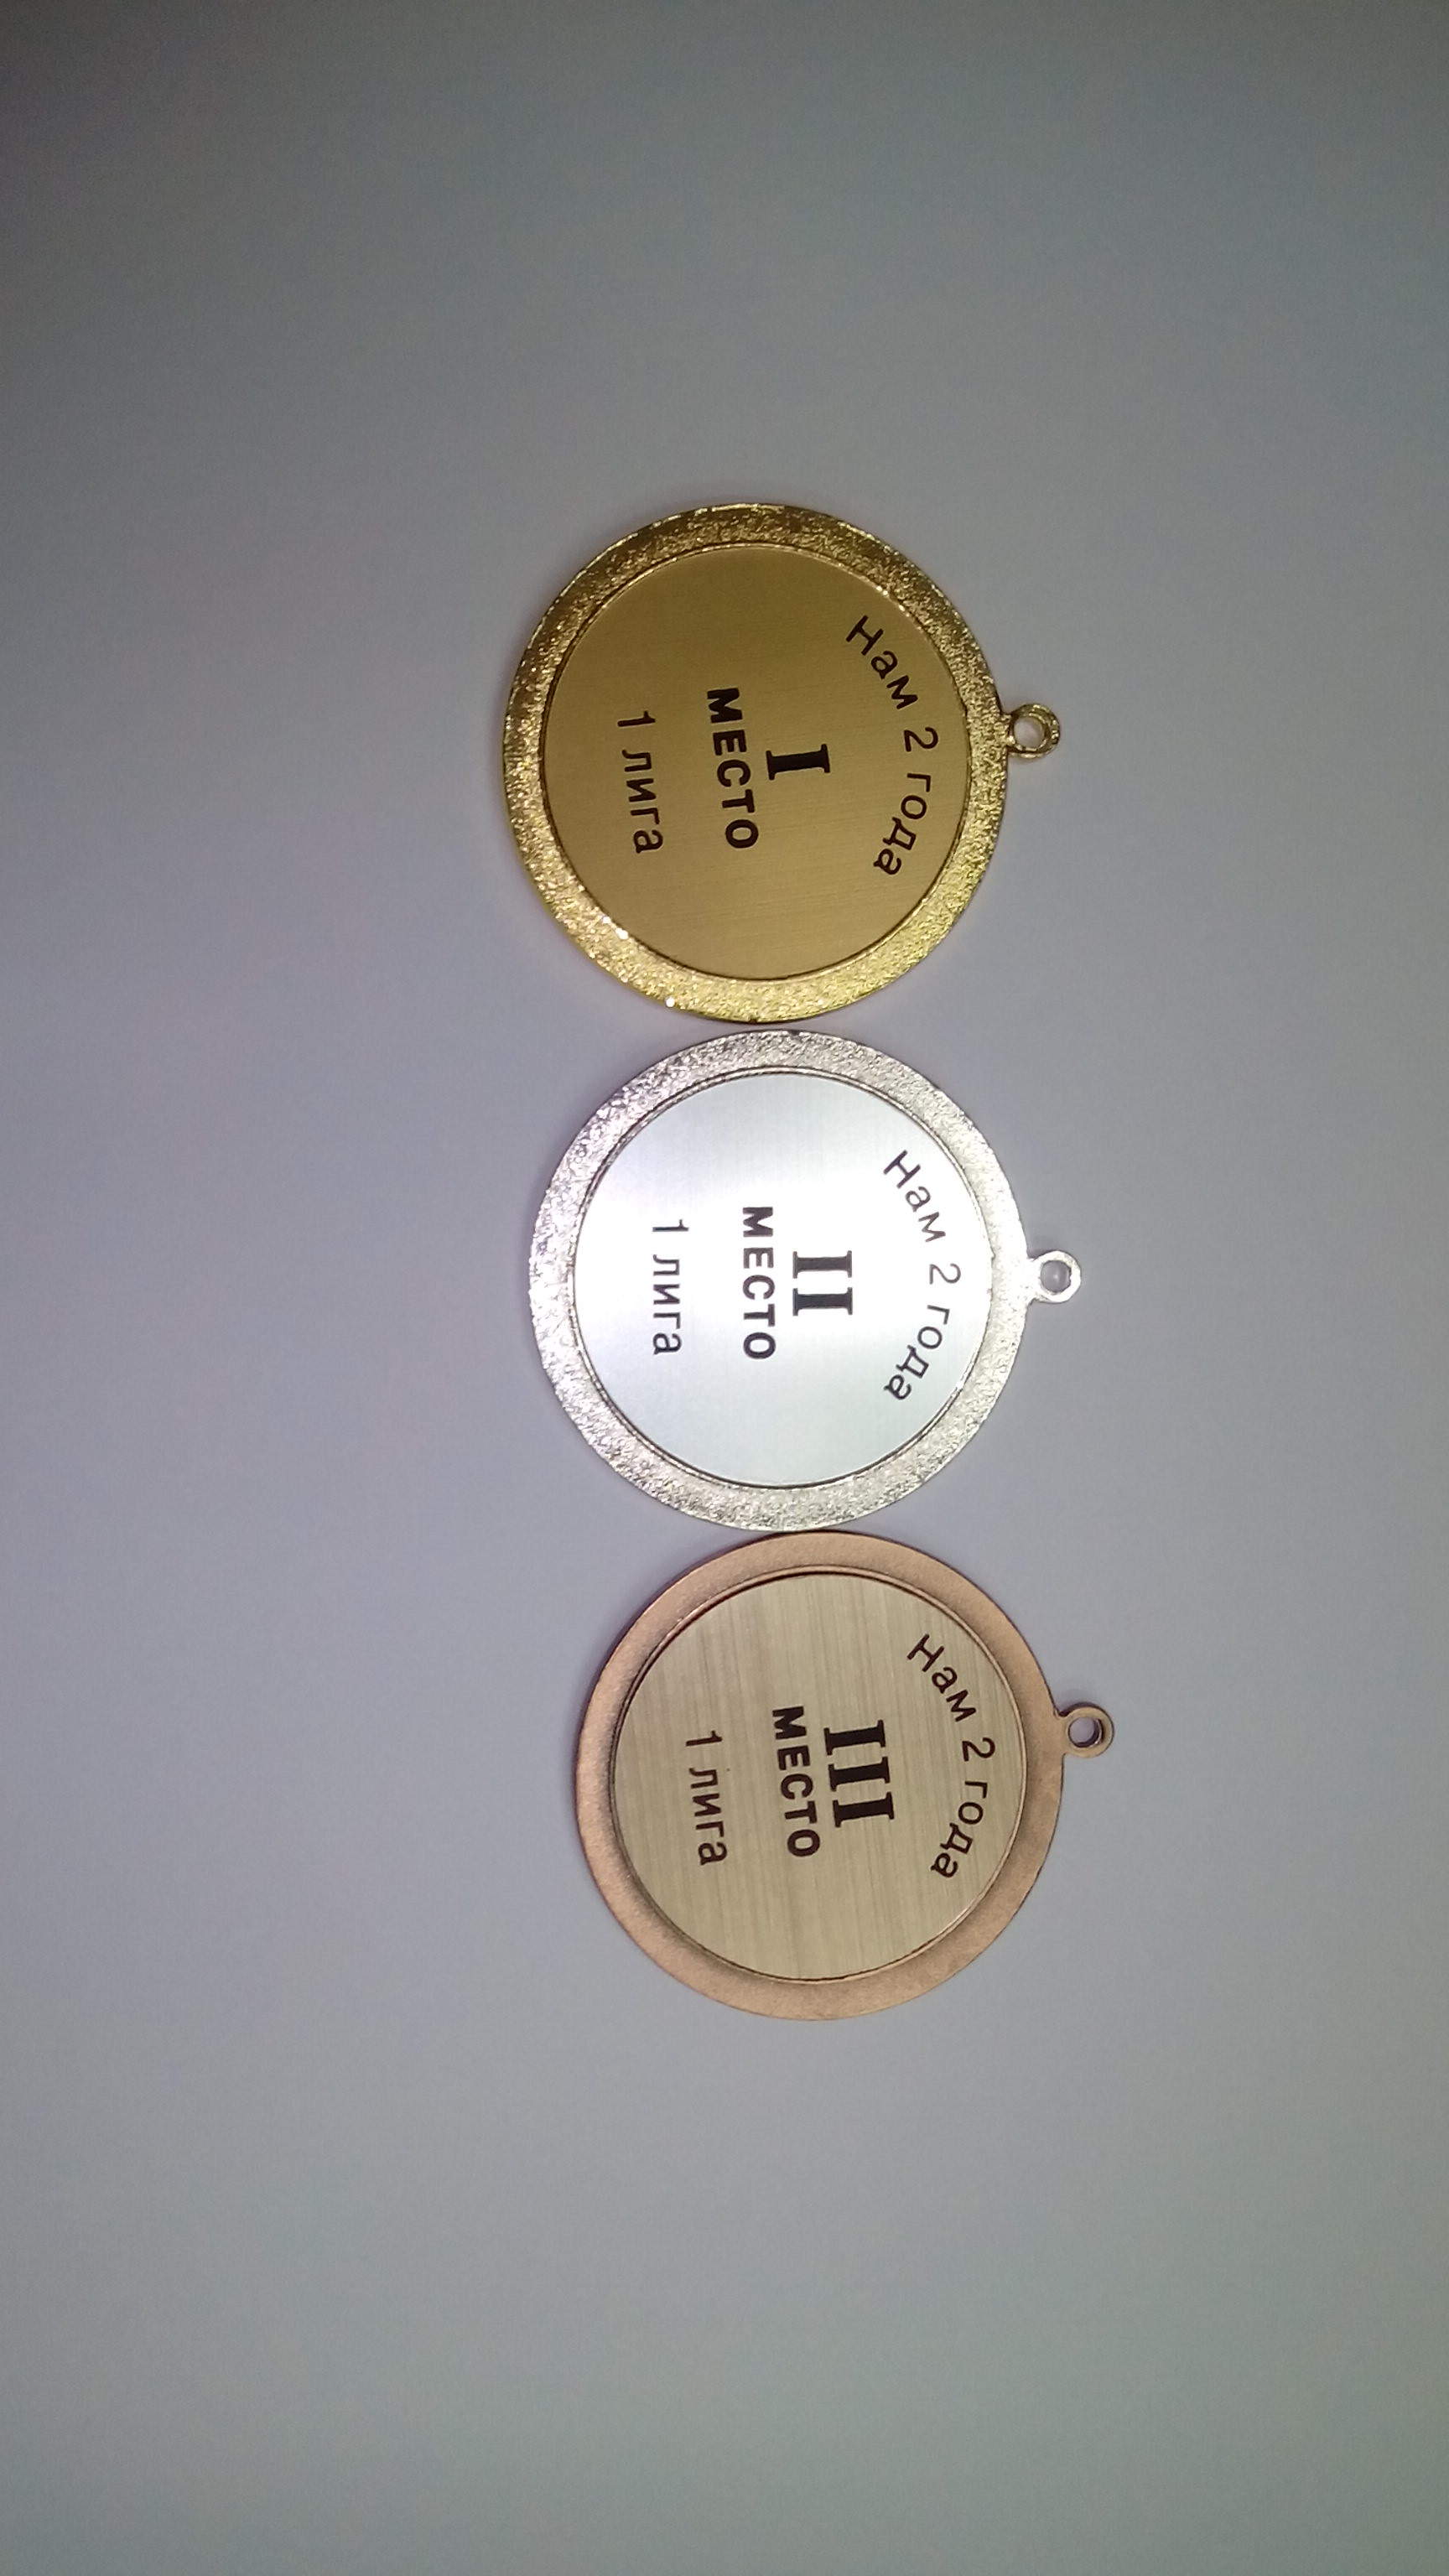 Нам 2 года
I
МЕСТО
1 лига
Нам 2 года
II
МЕСТО
1 лига
Нам 2 года
III
МЕСТО
1 лига